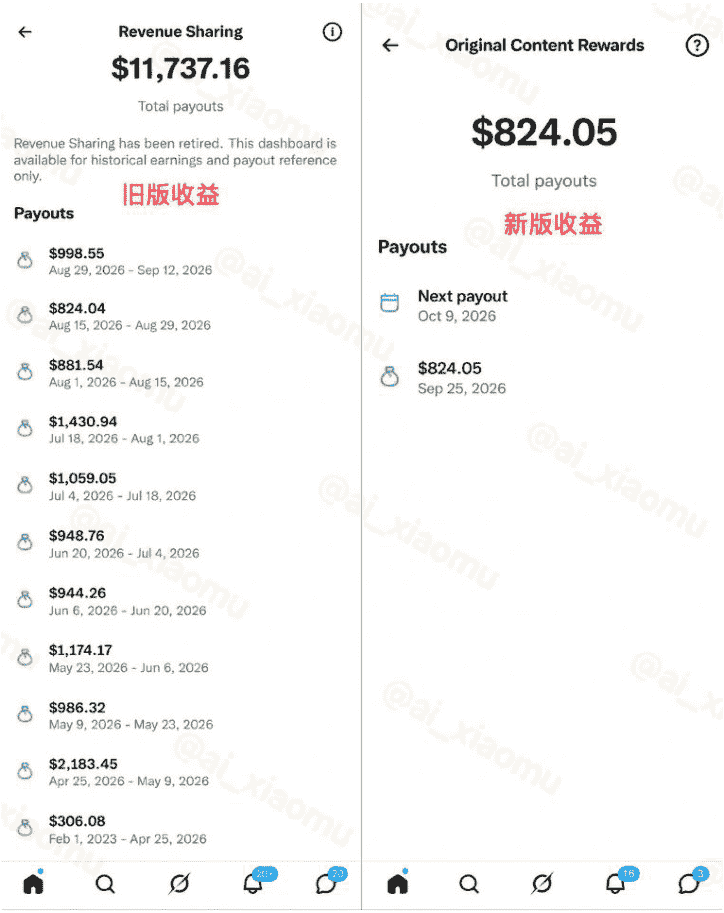 Revenue Sharing
$11,737.16
Total payouts
Revenue Sharing has been retired. This dashboard is
available for historical earnings and payout reference
only.
旧版收益
Payouts
$998.55
Aug 29, 2026 - Sep 12, 2026
$824.04
Aug 15, 2026 - Aug 29, 2026
$881.54
Aug 1, 2026 - Aug 15, 2026
$1,430.94
Jul 18, 2026 - Aug 1, 2026
$1,059.05
Jul 4, 2026 - Jul 18, 2026
$948.76
Jun 20, 2026 - Jul 4, 2026
$944.26
Jun 6, 2026 - Jun 20, 2026
$1,174.17
May 23, 2026 - Jun 6, 2026
$986.32
May 9, 2026 - May 23, 2026
$2,183.45
Apr 25, 2026 - May 9, 2026
$306.08
Feb 1, 2023 - Apr 25, 2026
Original Content Rewards
?
$824.05
Total payouts
新版收益
Payouts
Next payout
Oct 9, 2026
$824.05
Sep 25, 2026
16
3
@ai_xiaomu